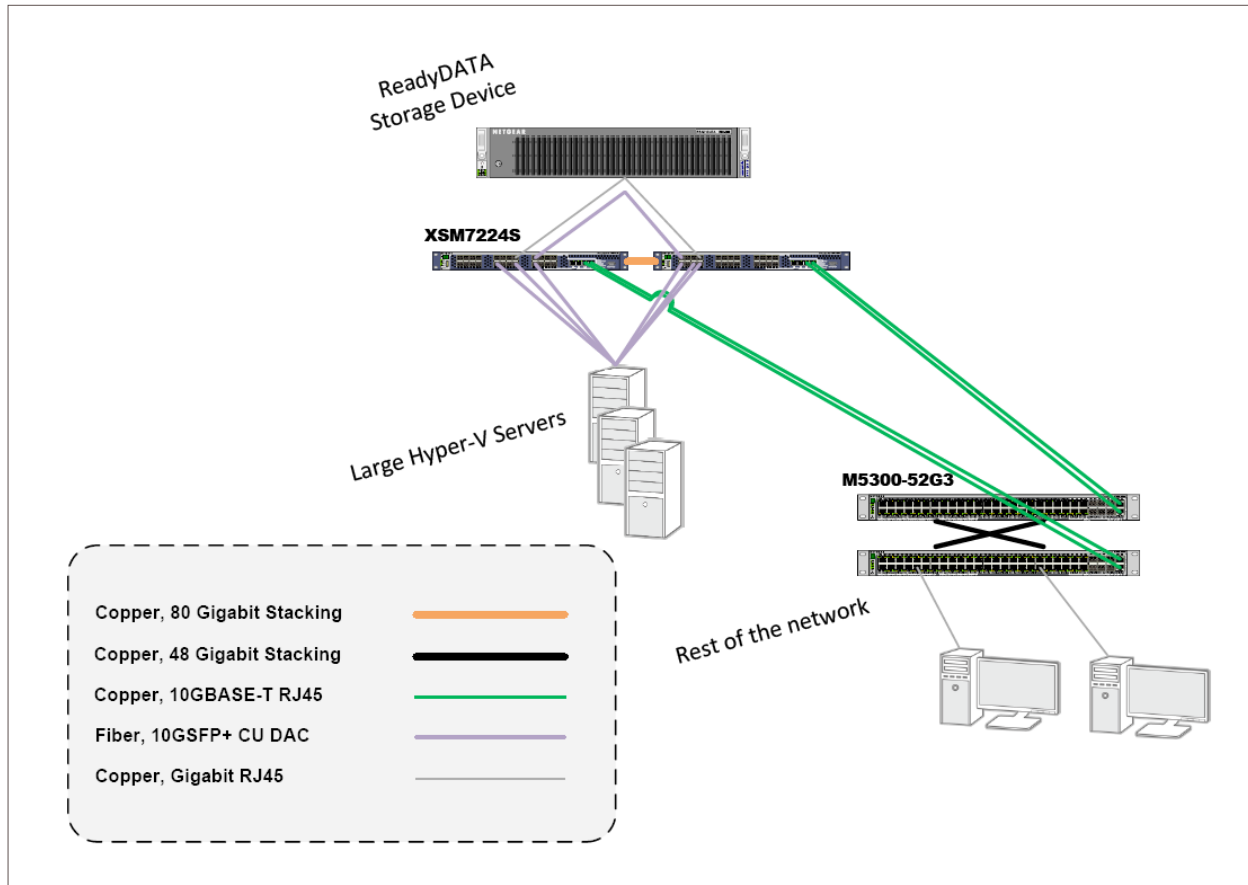 ReadyDATA
Storage Device
NETGEAR
XSM7224S
Large Hyper-V Servers
M5300-52G3
Rest of the network
Copper, 80 Gigabit Stacking
Copper, 48 Gigabit Stacking
Copper, 10GBASE-T RJ45
Fiber, 10GSFP+ CU DAC
Copper, Gigabit RJ45